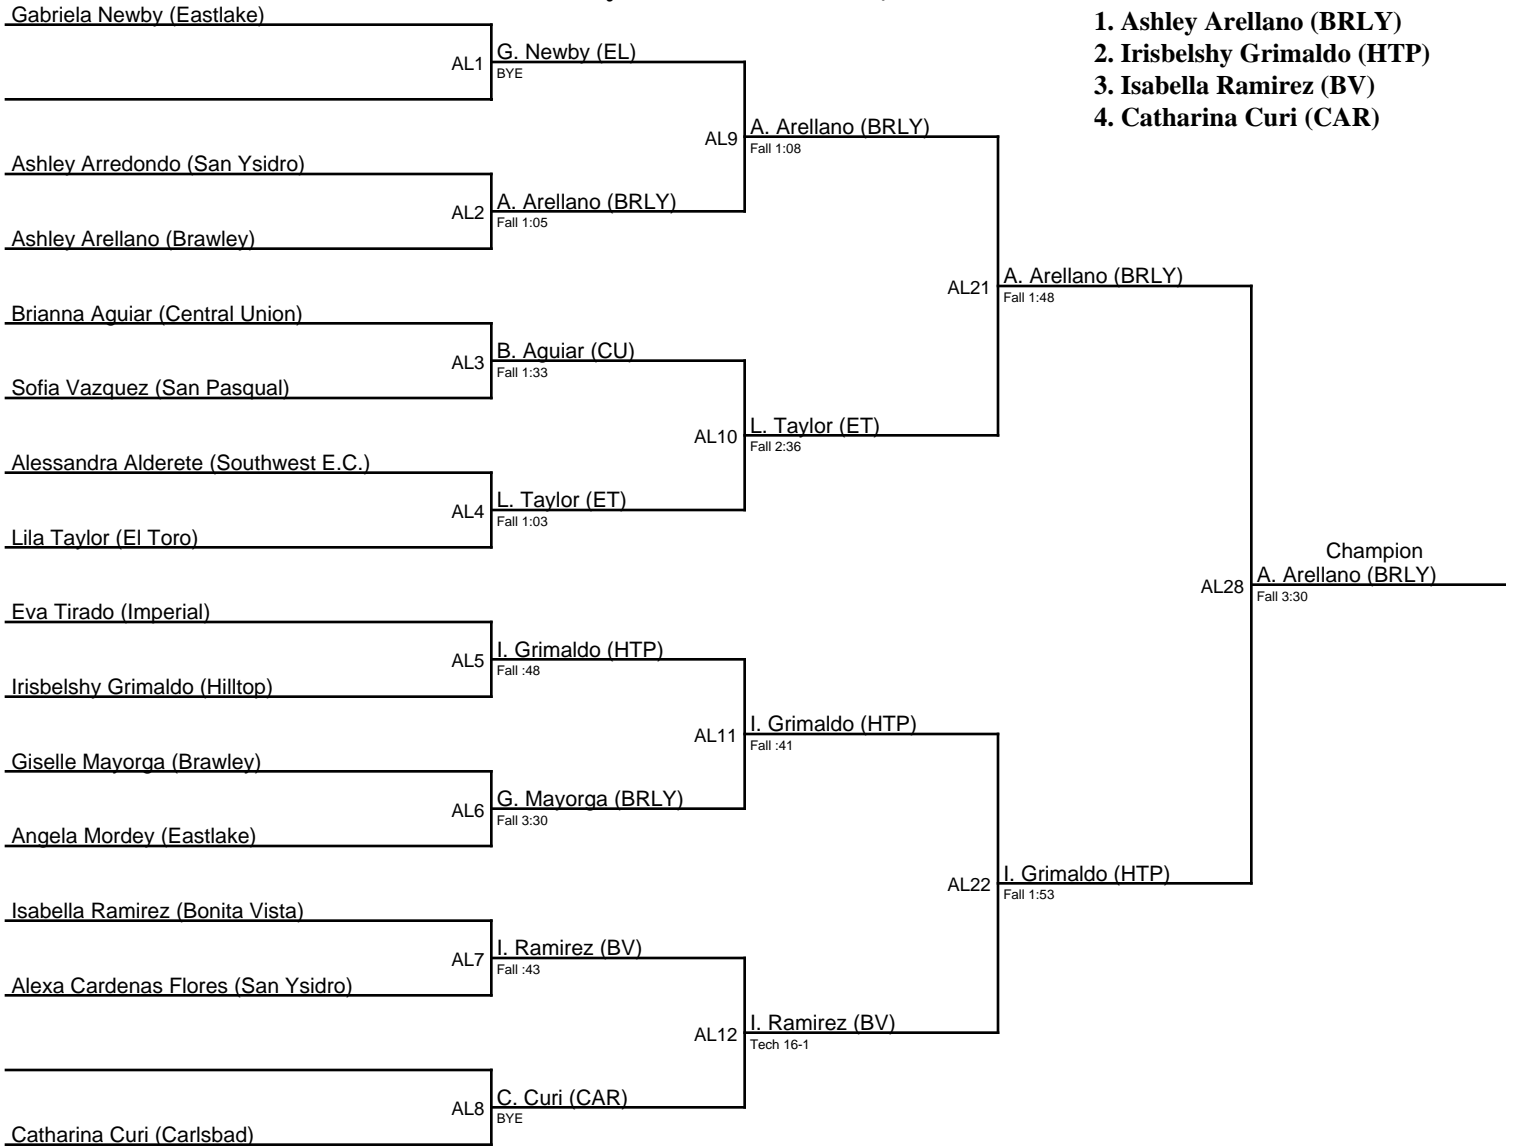 Gabriela Newby (Eastlake)
AL1
G. Newby (EL)
BYE
Ashley Arredondo (San Ysidro)
AL2
A. Arellano (BRLY)
Fall 1:05
Ashley Arellano (Brawley)
AL9
A. Arellano (BRLY)
Fall 1:08
Brianna Aguiar (Central Union)
AL3
B. Aguiar (CU)
Fall 1:33
Sofia Vazquez (San Pasqual)
Alessandra Alderete (Southwest E.C.)
AL4
L. Taylor (ET)
Fall 1:03
Lila Taylor (El Toro)
AL10
L. Taylor (ET)
Fall 2:36
AL21
A. Arellano (BRLY)
Fall 1:48
Eva Tirado (Imperial)
AL5
I. Grimaldo (HTP)
Fall :48
Irisbelshy Grimaldo (Hilltop)
AL11
I. Grimaldo (HTP)
Fall :41
Giselle Mayorga (Brawley)
AL6
G. Mayorga (BRLY)
Fall 3:30
Angela Mordey (Eastlake)
Isabella Ramirez (Bonita Vista)
AL7
I. Ramirez (BV)
Fall :43
Alexa Cardenas Flores (San Ysidro)
AL12
I. Ramirez (BV)
Tech 16-1
AL8
C. Curi (CAR)
BYE
Catharina Curi (Carlsbad)
AL22
I. Grimaldo (HTP)
Fall 1:53
AL28
Champion
A. Arellano (BRLY)
Fall 3:30
1. Ashley Arellano (BRLY)
2. Irisbelshy Grimaldo (HTP)
3. Isabella Ramirez (BV)
4. Catharina Curi (CAR)